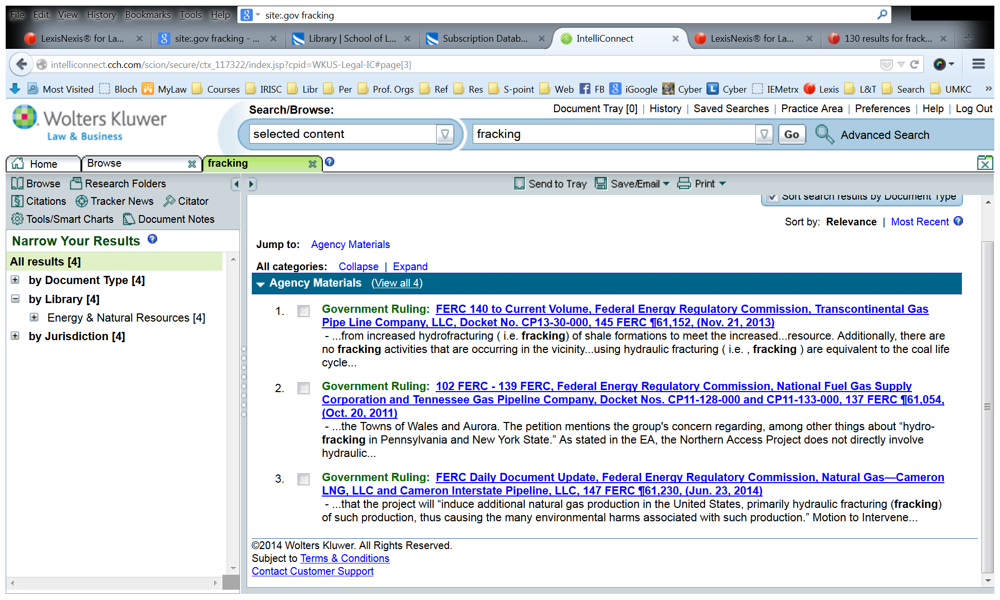 File Edit View History Bookmarks Tools Help site:.gov fracking
LexisNexis® for La... site:.gov fracking - ... Library | School of L... Subscription Datab... IntelliConnect LexisNexis® for La... 130 results for frack...
intelliconnect.cch.com/scion/secure/ctx_117322/index.jsp?cpid=WKUS-Legal-IC#page[3]
Most Visited Bloch MyLaw Courses IRISC Libr Per Prof. Orgs Ref Res S-point Web FB iGoogle Cyber Cyber IEMetrx Lexis L&T Search UMKC »
Wolters Kluwer
Law & Business
Search/Browse:
Document Tray [0] | History | Saved Searches | Practice Area | Preferences | Help | Log Out
selected content fracking Go Advanced Search
Home Browse fracking
Browse Research Folders
Citations Tracker News Citator
Tools/Smart Charts Document Notes
Send to Tray Save/Email Print
Narrow Your Results
All results [4]
by Document Type [4]
by Library [4]
Energy & Natural Resources [4]
by Jurisdiction [4]
Sort search results by Document Type
Sort by: Relevance | Most Recent
Jump to: Agency Materials
All categories: Collapse | Expand
Agency Materials (View all 4)
1. Government Ruling: FERC 140 to Current Volume, Federal Energy Regulatory Commission, Transcontinental Gas
Pipe Line Company, LLC, Docket No. CP13-30-000, 145 FERC ¶61,152, (Nov. 21, 2013)
- ...from increased hydrofracturing ( i.e. fracking) of shale formations to meet the increased...resource. Additionally, there are
no fracking activities that are occurring in the vicinity...using hydraulic fracturing ( i.e. , fracking ) are equivalent to the coal life
cycle...
2. Government Ruling: 102 FERC - 139 FERC, Federal Energy Regulatory Commission, National Fuel Gas Supply
Corporation and Tennessee Gas Pipeline Company, Docket Nos. CP11-128-000 and CP11-133-000, 137 FERC ¶61,054,
(Oct. 20, 2011)
- ...the Towns of Wales and Aurora. The petition mentions the group's concern regarding, among other things about “hydro-
fracking in Pennsylvania and New York State.” As stated in the EA, the Northern Access Project does not directly involve
hydraulic...
3. Government Ruling: FERC Daily Document Update, Federal Energy Regulatory Commission, Natural Gas—Cameron
LNG, LLC and Cameron Interstate Pipeline, LLC, 147 FERC ¶61,230, (Jun. 23, 2014)
- ...that the project will “induce additional natural gas production in the United States, primarily hydraulic fracturing (fracking)
of such production, thus causing the many environmental harms associated with such production.” Motion to Intervene...
©2014 Wolters Kluwer. All Rights Reserved.
Subject to Terms & Conditions
Contact Customer Support